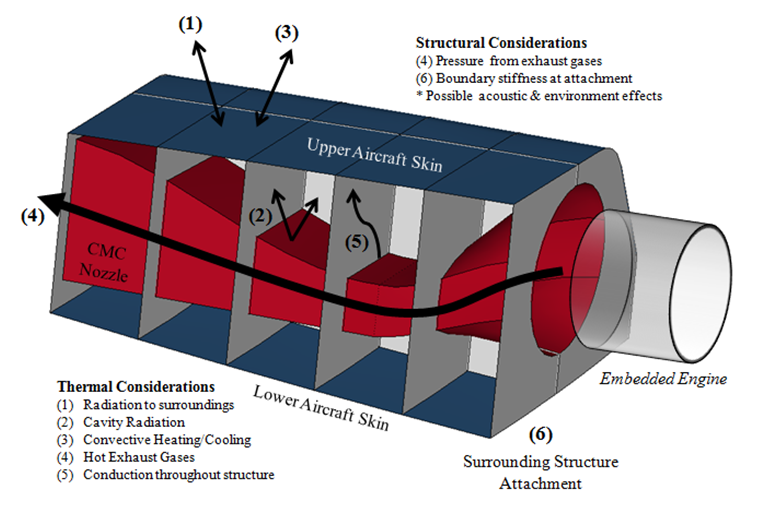 (1)
(3)
Structural Considerations
(4) Pressure from exhaust gases
(6) Boundary stiffness at attachment
* Possible acoustic & environment effects
Upper Aircraft Skin
(4)
(2)
(5)
CMC
Nozzle
Embedded Engine
Thermal Considerations
(1) Radiation to surroundings
(2) Cavity Radiation
(3) Convective Heating/Cooling
(4) Hot Exhaust Gases
(5) Conduction throughout structure
Lower Aircraft Skin
(6)
Surrounding Structure
Attachment